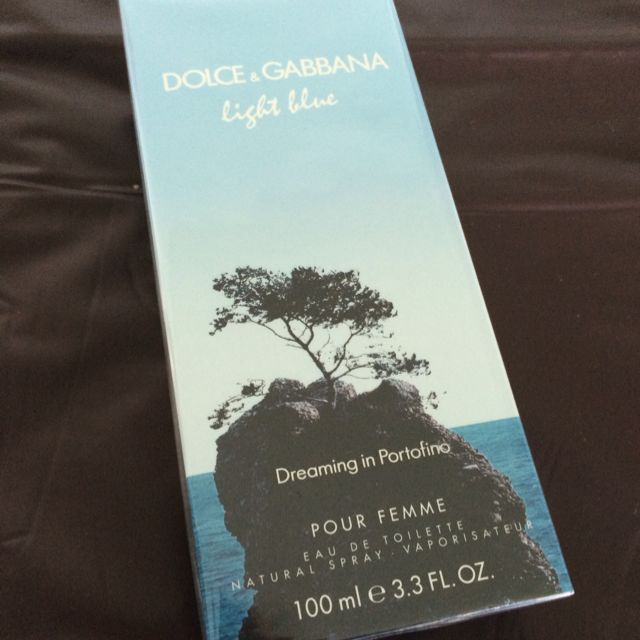 DOLCE & GABBANA
light blue
Dreaming in Portofino
POUR FEMME
EAU DE TOILETTE
NATURAL SPRAY · VAPORISATEUR
100 ml ℮ 3.3 FL.OZ.